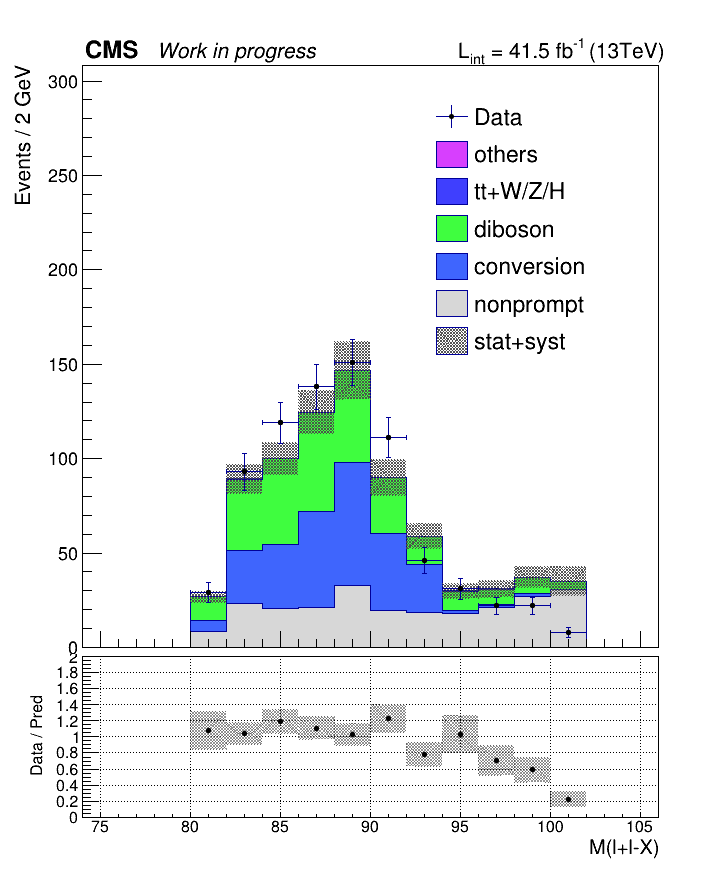 CMS Work in progress L_int = 41.5 fb^-1 (13TeV)
Events / 2 GeV
300
250
200
150
100
50
0
Data
others
tt+W/Z/H
diboson
conversion
nonprompt
stat+syst
Data / Pred
2
1.8
1.6
1.4
1.2
1
0.8
0.6
0.4
0.2
0
75 80 85 90 95 100 105
M(l+l-X)